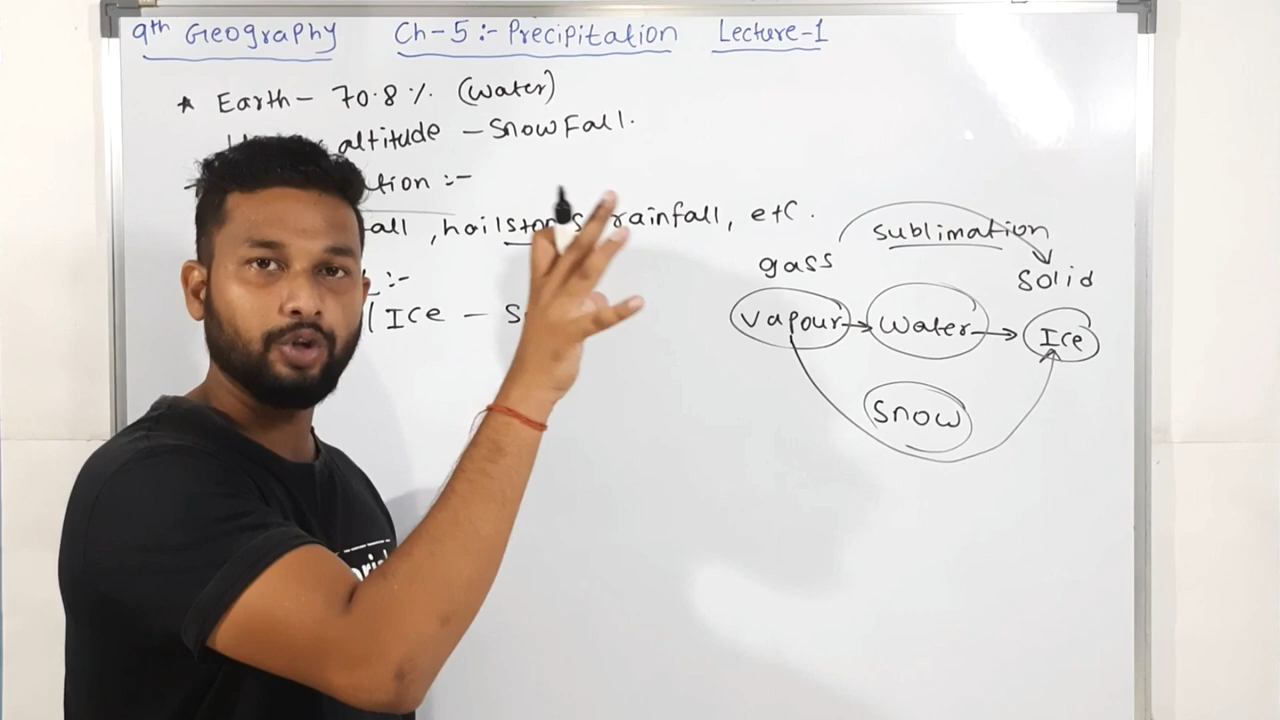 9th Geography Ch-5:- Precipitation Lecture-1
* Earth - 70.8 % (water)
altitude - Snow Fall.
tion :-
all , hailstones rainfall, etc.
:-
(Ice - S
sublimation
gass
Solid
Vapour → Water → Ice
Snow